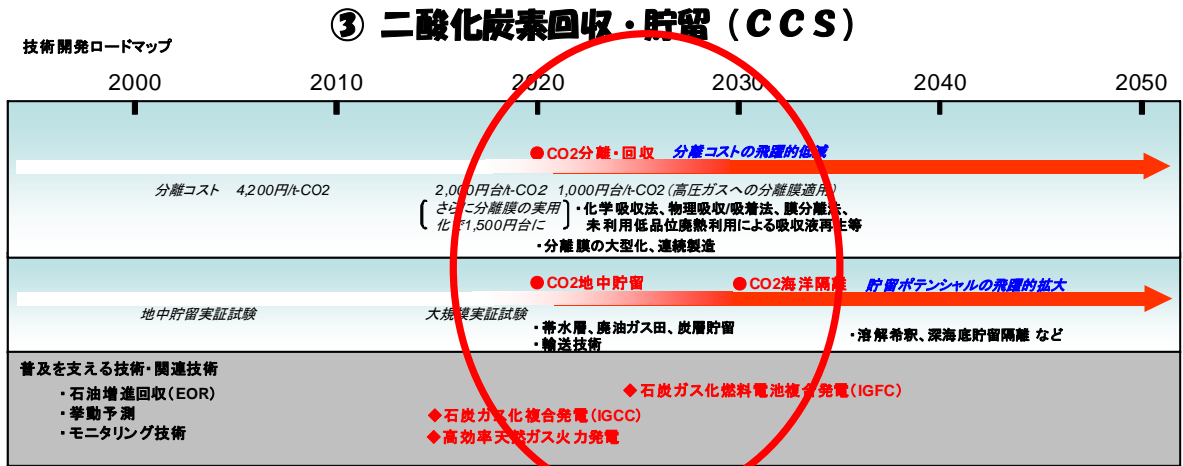 ③ 二酸化炭素回収・貯留（CCS）
技術開発ロードマップ
2000 2010 2020 2030 2040 2050
●CO2分離・回収 分離コストの飛躍的低減
分離コスト 4,200円/t-CO2 2,000円台/t-CO2 1,000円台/t-CO2（高圧ガスへの分離膜適用）
さらに分離膜の実用
化で1,500円台に
・化学吸収法、物理吸収/吸着法、膜分離法、
未利用低品位廃熱利用による吸収液再生等
・分離膜の大型化、連続製造
●CO2地中貯留 ●CO2海洋隔離 貯留ポテンシャルの飛躍的拡大
地中貯留実証試験 大規模実証試験
・帯水層、廃油ガス田、炭層貯留
・輸送技術
・溶解希釈、深海底貯留隔離 など
普及を支える技術・関連技術
・石油増進回収（EOR）
・挙動予測
・モニタリング技術
◆石炭ガス化燃料電池複合発電（IGFC）
◆石炭ガス化複合発電（IGCC）
◆高効率天然ガス火力発電